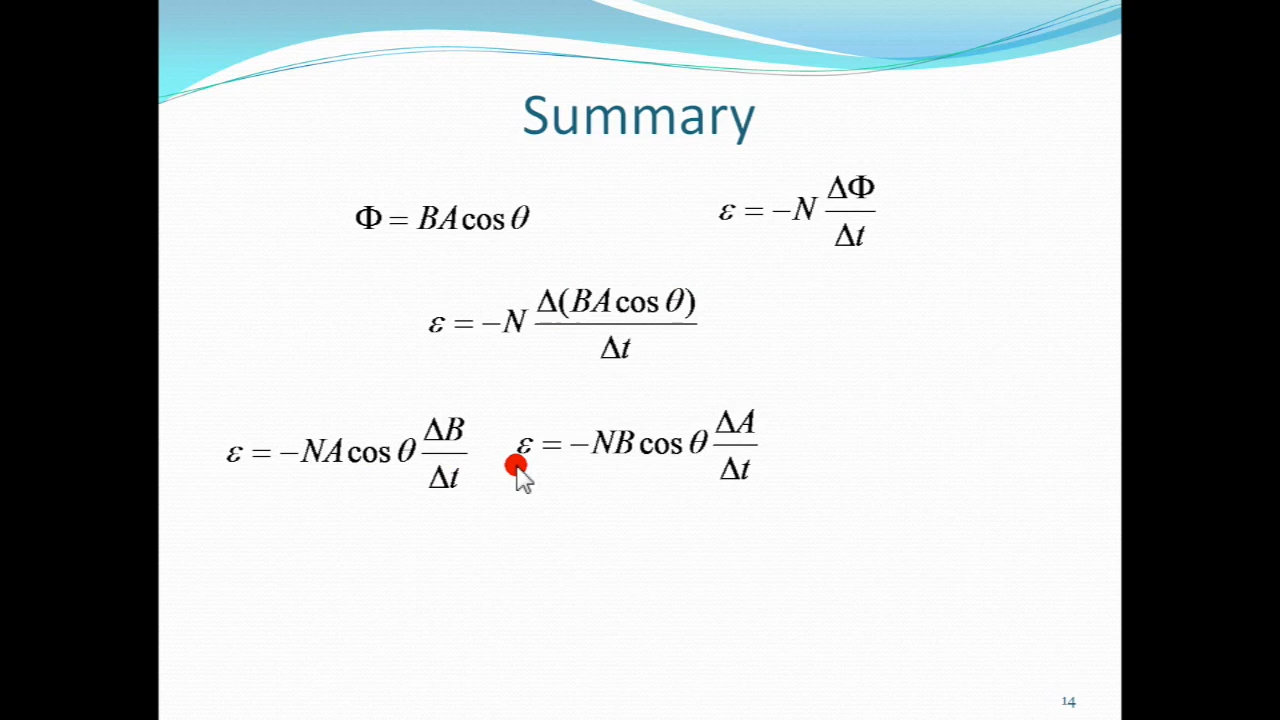 Summary
Φ = BA cos θ
ε = −N ΔΦ/Δt
ε = −N Δ(BA cos θ)/Δt
ε = −NA cos θ ΔB/Δt
ε = −NB cos θ ΔA/Δt
14